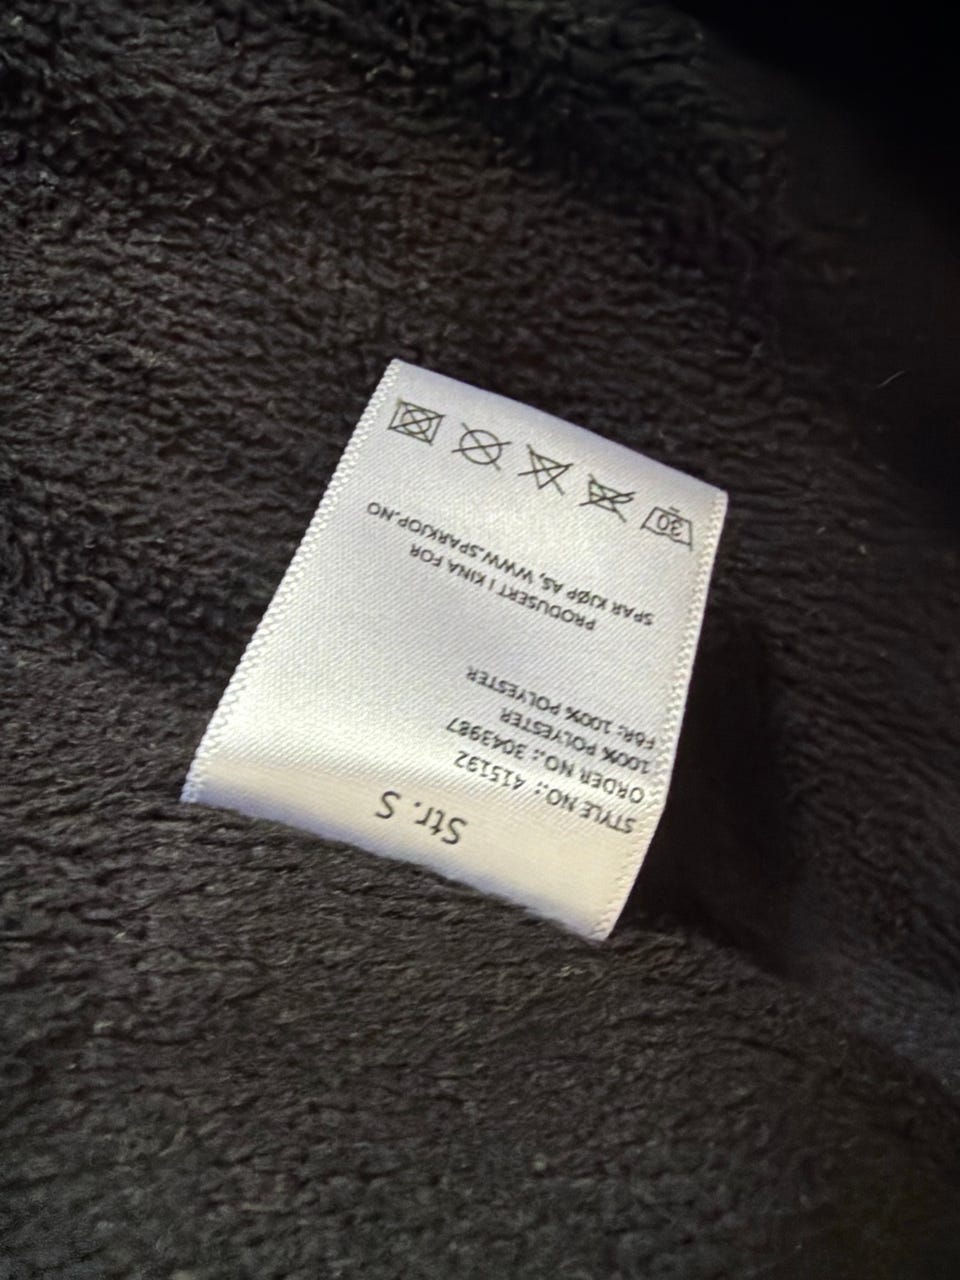 Str. S
STYLE NO.: 415192
ORDER NO.: 3043987
100% POLYESTER
FÔR: 100% POLYESTER
PRODUSERT I KINA FOR
SPAR KJØP AS, WWW.SPARKJOP.NO
30